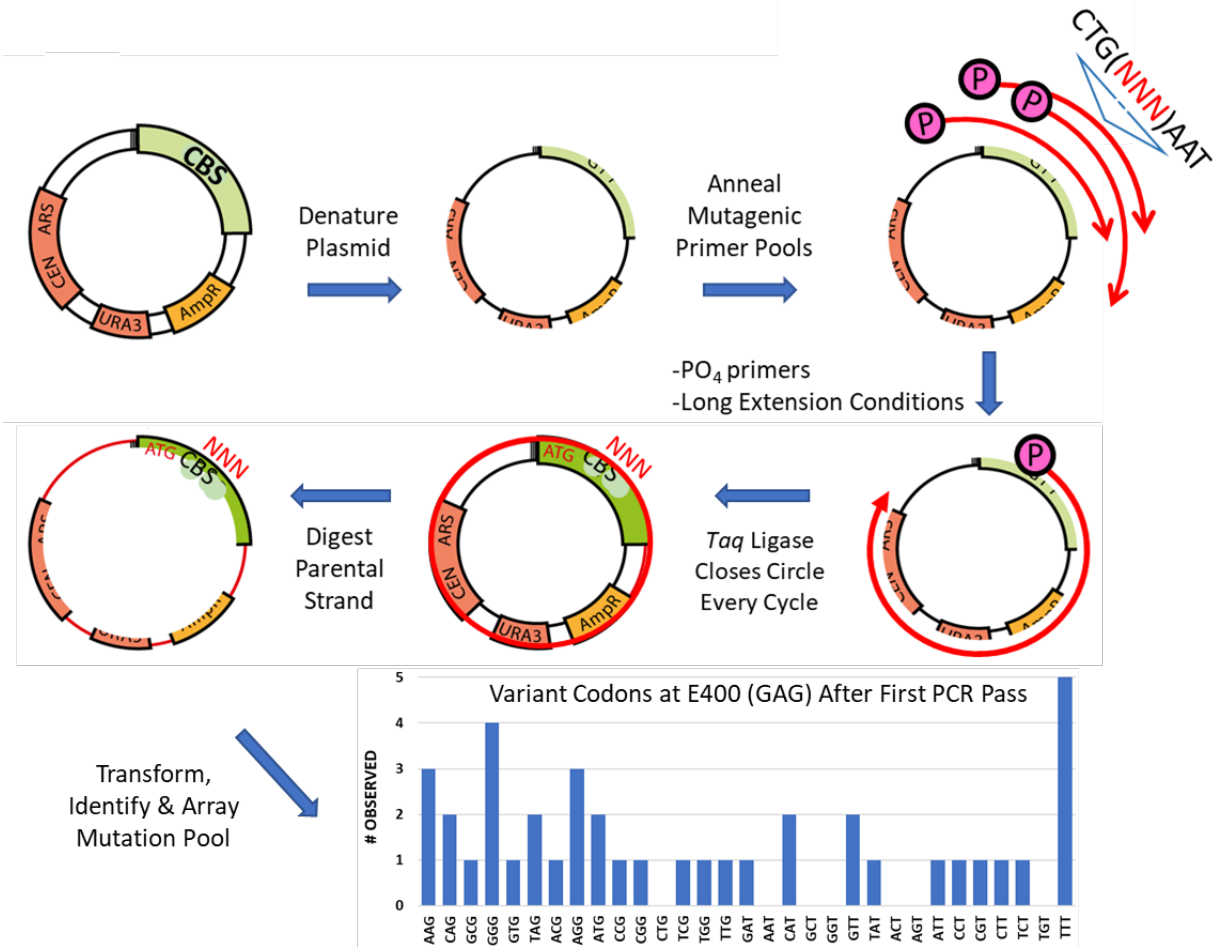 CBS
ARS
CEN
URA3
AmpR
Denature
Plasmid
Anneal
Mutagenic
Primer Pools
P
P
P
CTG(NNN)AAT
-PO4 primers
-Long Extension Conditions
P
Taq Ligase
Closes Circle
Every Cycle
ATG
CBS
NNN
ARS
CEN
URA3
AmpR
Digest
Parental
Strand
ATG
CBS
NNN
Transform,
Identify & Array
Mutation Pool
Variant Codons at E400 (GAG) After First PCR Pass
# OBSERVED
5
4
3
2
1
0
AAG
CAG
GCG
GGG
GTG
TAG
ACG
AGG
ATG
CCG
CGG
CTG
TCG
TGG
TTG
GAT
AAT
CAT
GCT
GGT
GTT
TAT
ACT
AGT
ATT
CCT
CGT
CTT
TCT
TGT
TTT